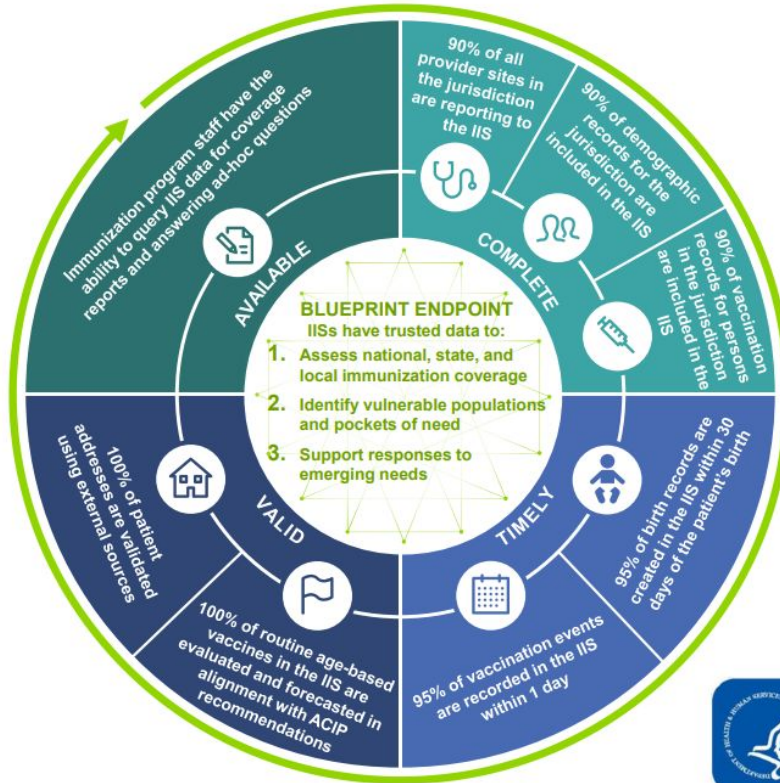 90% of all
provider sites in
the jurisdiction
are reporting to
the IIS
90% of demographic
records for the
jurisdiction are
included in the IIS
90% of vaccination
records for persons
in the jurisdiction
are included in the
IIS
COMPLETE
95% of birth records are
created in the IIS within 30
days of the patient's birth
95% of vaccination events
are recorded in the IIS
within 1 day
TIMELY
100% of routine age-based
vaccines in the IIS are
evaluated and forecasted in
alignment with ACIP
recommendations
100% of patient
addresses are validated
using external sources
VALID
Immunization program staff have the
ability to query IIS data for coverage
reports and answering ad-hoc questions
AVAILABLE
BLUEPRINT ENDPOINT
IISs have trusted data to:
1. Assess national, state, and
local immunization coverage
2. Identify vulnerable populations
and pockets of need
3. Support responses to
emerging needs
DEPARTMENT OF HEALTH & HUMAN SERVICES